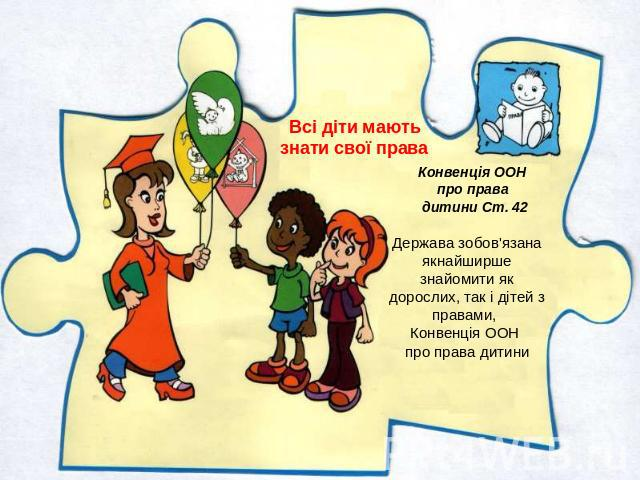 Всі діти мають
знати свої права
ПРАВА
Конвенція ООН
про права
дитини Ст. 42
Держава зобов'язана
якнайширше
знайомити як
дорослих, так і дітей з
правами,
Конвенція ООН
про права дитини